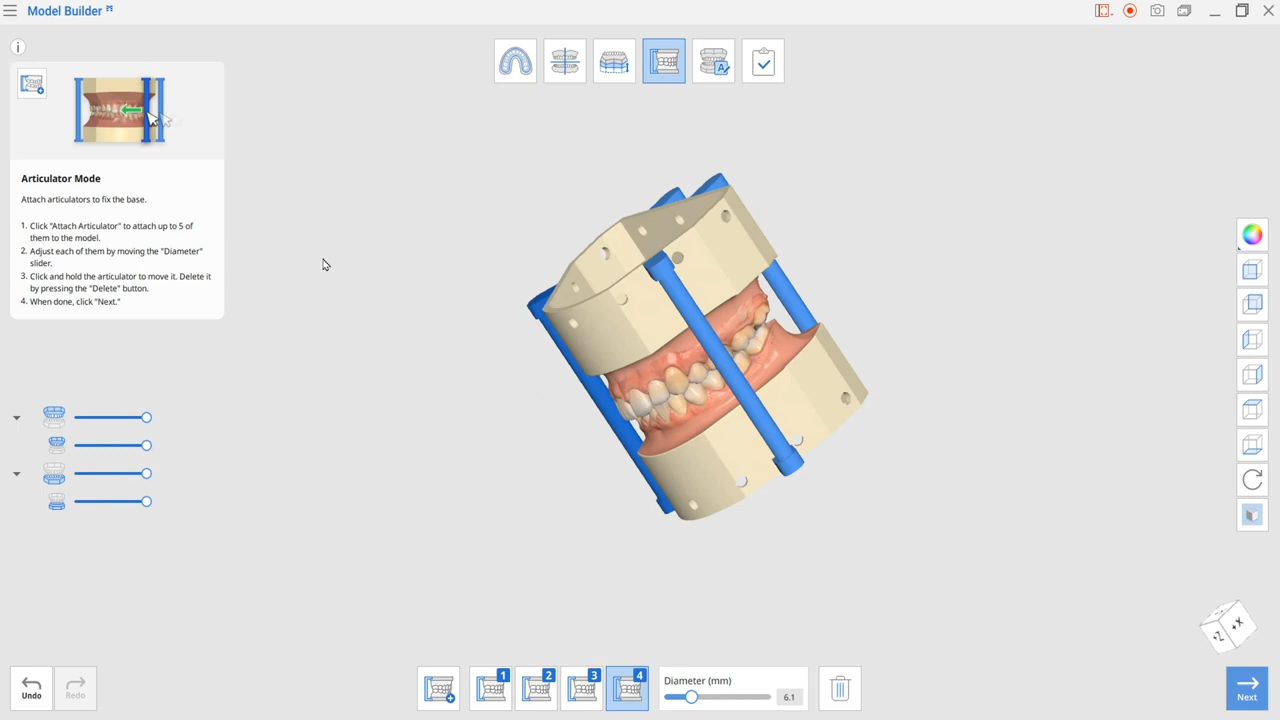 Model Builder
Articulator Mode
Attach articulators to fix the base.
1. Click "Attach Articulator" to attach up to 5 of
them to the model.
2. Adjust each of them by moving the "Diameter"
slider.
3. Click and hold the articulator to move it. Delete it
by pressing the "Delete" button.
4. When done, click "Next."
Undo
Redo
1
2
3
4
Diameter (mm)
6.1
Next
+Z
+X